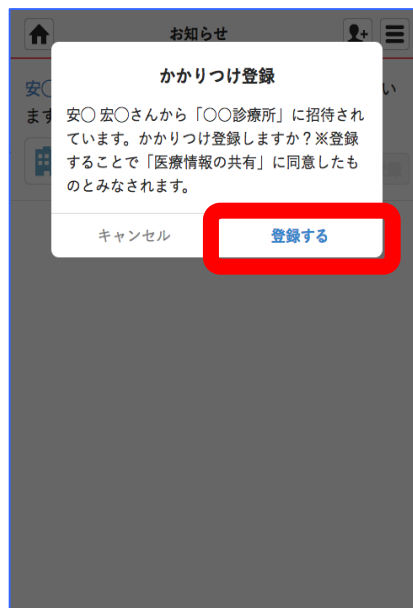 お知らせ
かかりつけ登録
安〇 宏〇さんから「〇〇診療所」に招待され
ています。かかりつけ登録しますか？※登録
することで「医療情報の共有」に同意したも
のとみなされます。
キャンセル
登録する
安〇
い
ます